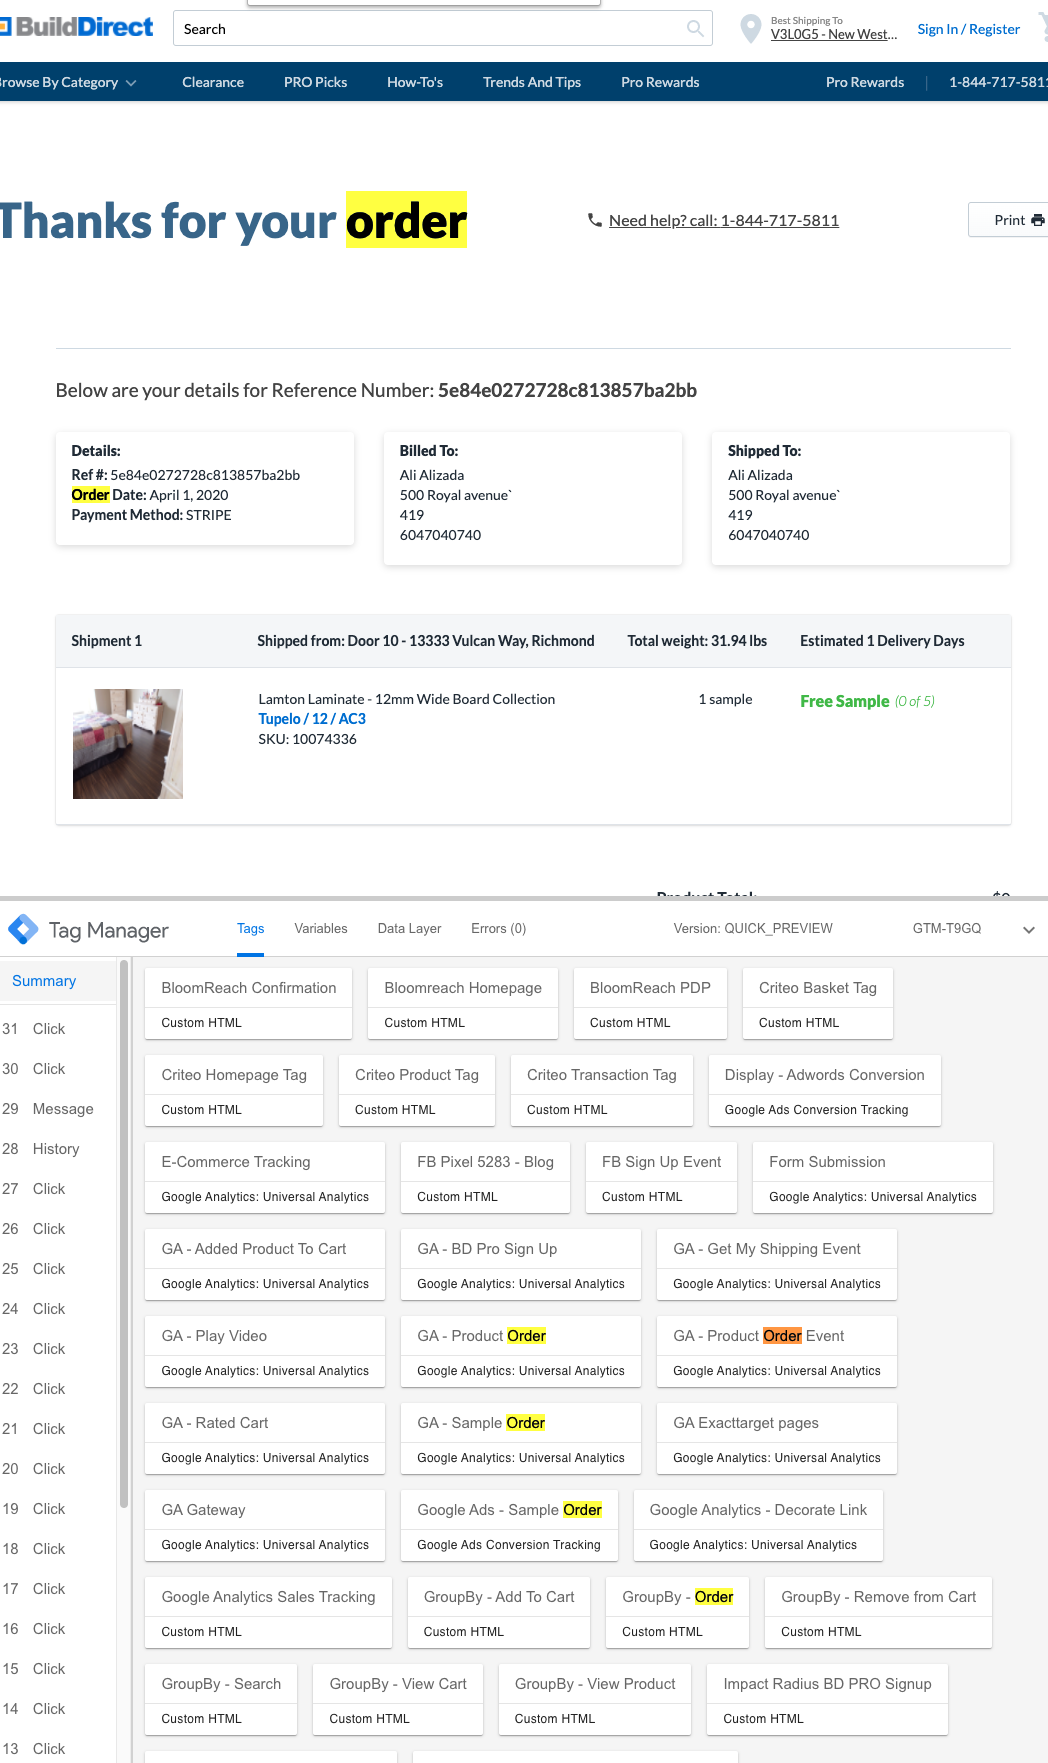 BuildDirect
Search
Best Shipping To
V3L0G5 - New West...
Sign In / Register
Browse By Category
Clearance
PRO Picks
How-To's
Trends And Tips
Pro Rewards
Pro Rewards
1-844-717-5811
Thanks for your order
Need help? call: 1-844-717-5811
Print
Below are your details for Reference Number: 5e84e0272728c813857ba2bb
Details:
Ref #: 5e84e0272728c813857ba2bb
Order Date: April 1, 2020
Payment Method: STRIPE
Billed To:
Ali Alizada
500 Royal avenue`
419
6047040740
Shipped To:
Ali Alizada
500 Royal avenue`
419
6047040740
Shipment 1
Shipped from: Door 10 - 13333 Vulcan Way, Richmond
Total weight: 31.94 lbs
Estimated 1 Delivery Days
Lamton Laminate - 12mm Wide Board Collection
Tupelo / 12 / AC3
SKU: 10074336
1 sample
Free Sample (0 of 5)
Product Total:
$0
Tag Manager
Tags
Variables
Data Layer
Errors (0)
Version: QUICK_PREVIEW
GTM-T9GQ
Summary
31 Click
30 Click
29 Message
28 History
27 Click
26 Click
25 Click
24 Click
23 Click
22 Click
21 Click
20 Click
19 Click
18 Click
17 Click
16 Click
15 Click
14 Click
13 Click
BloomReach Confirmation
Custom HTML
Bloomreach Homepage
Custom HTML
BloomReach PDP
Custom HTML
Criteo Basket Tag
Custom HTML
Criteo Homepage Tag
Custom HTML
Criteo Product Tag
Custom HTML
Criteo Transaction Tag
Custom HTML
Display - Adwords Conversion
Google Ads Conversion Tracking
E-Commerce Tracking
Google Analytics: Universal Analytics
FB Pixel 5283 - Blog
Custom HTML
FB Sign Up Event
Custom HTML
Form Submission
Google Analytics: Universal Analytics
GA - Added Product To Cart
Google Analytics: Universal Analytics
GA - BD Pro Sign Up
Google Analytics: Universal Analytics
GA - Get My Shipping Event
Google Analytics: Universal Analytics
GA - Play Video
Google Analytics: Universal Analytics
GA - Product Order
Google Analytics: Universal Analytics
GA - Product Order Event
Google Analytics: Universal Analytics
GA - Rated Cart
Google Analytics: Universal Analytics
GA - Sample Order
Google Analytics: Universal Analytics
GA Exacttarget pages
Google Analytics: Universal Analytics
GA Gateway
Google Analytics: Universal Analytics
Google Ads - Sample Order
Google Ads Conversion Tracking
Google Analytics - Decorate Link
Google Analytics: Universal Analytics
Google Analytics Sales Tracking
Custom HTML
GroupBy - Add To Cart
Custom HTML
GroupBy - Order
Custom HTML
GroupBy - Remove from Cart
Custom HTML
GroupBy - Search
Custom HTML
GroupBy - View Cart
Custom HTML
GroupBy - View Product
Custom HTML
Impact Radius BD PRO Signup
Custom HTML